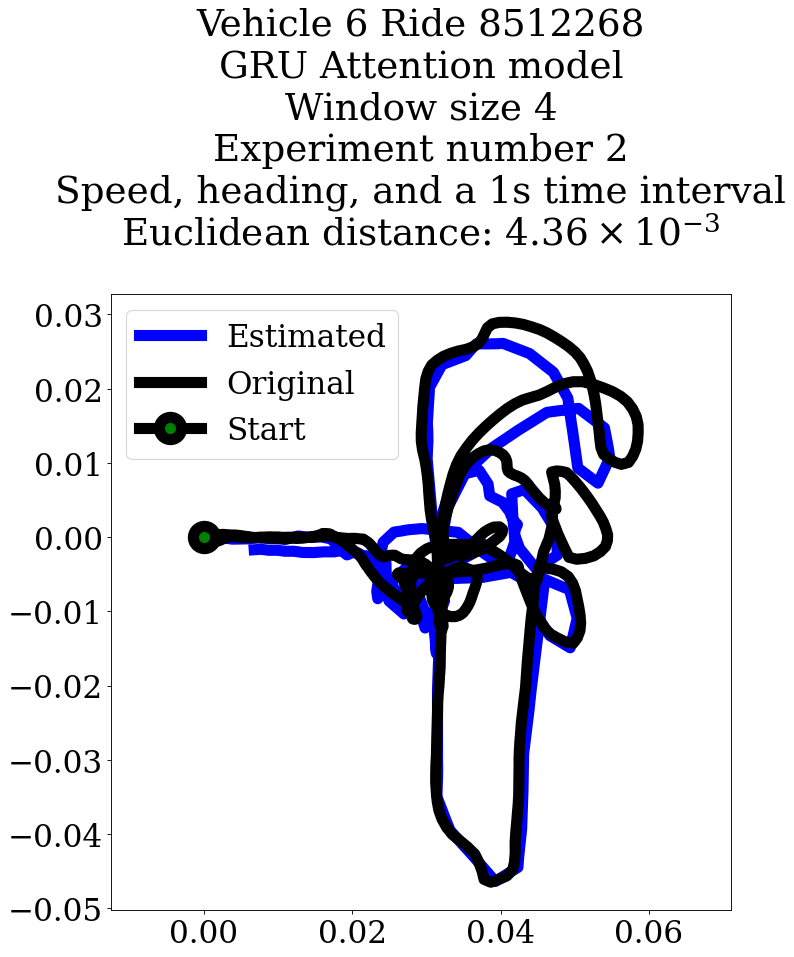 Vehicle 6 Ride 8512268
GRU Attention model
Window size 4
Experiment number 2
Speed, heading, and a 1s time interval
Euclidean distance: 4.36 × 10⁻³
Estimated
Original
Start
0.03
0.02
0.01
0.00
−0.01
−0.02
−0.03
−0.04
−0.05
0.00 0.02 0.04 0.06